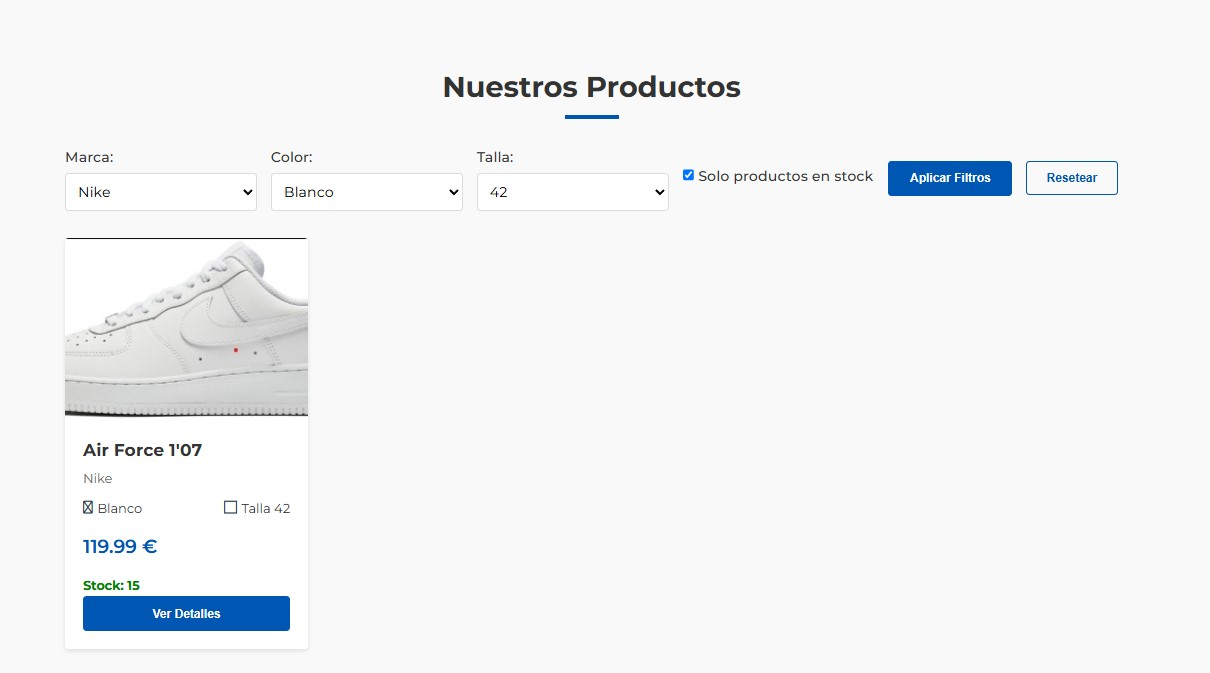 Nuestros Productos
Marca:
Color:
Talla:
Nike
Blanco
42
Solo productos en stock
Aplicar Filtros
Resetear
Air Force 1'07
Nike
Blanco
Talla 42
119.99 €
Stock: 15
Ver Detalles